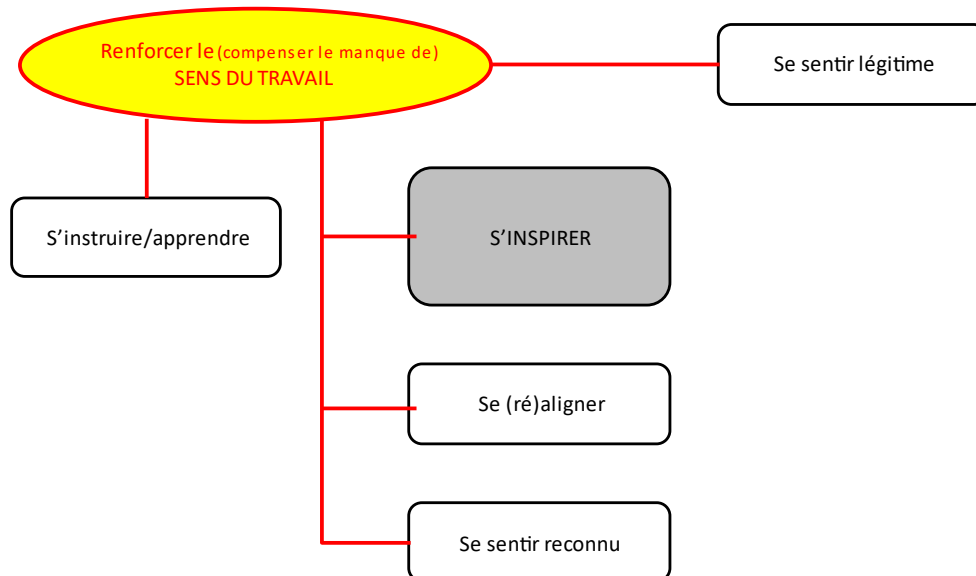 Renforcer le (compenser le manque de)
SENS DU TRAVAIL
Se sentir légitime
S’instruire/apprendre
S’INSPIRER
Se (ré)aligner
Se sentir reconnu